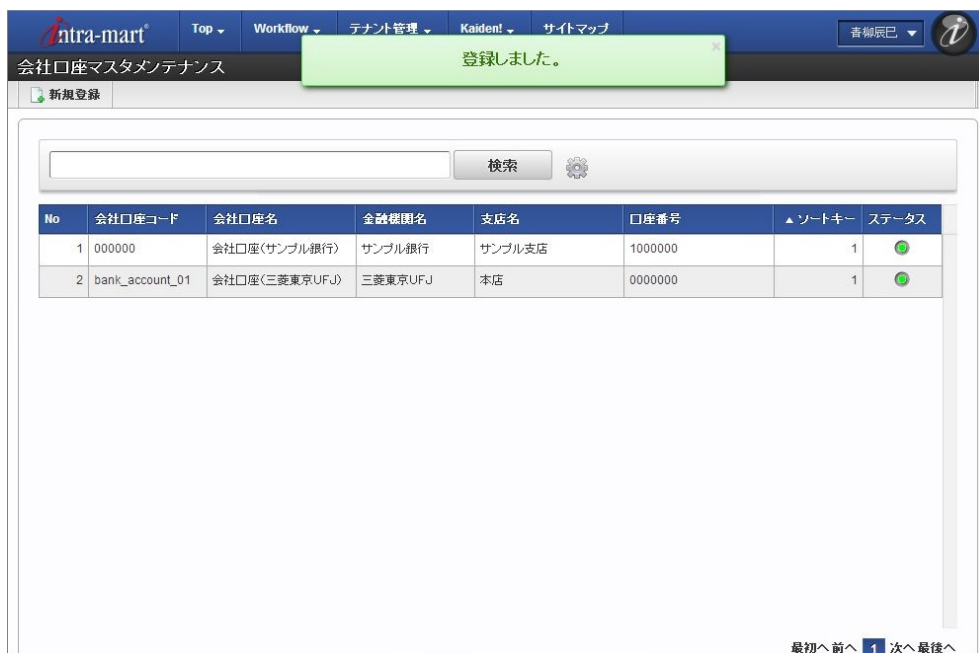 intra-mart® Top Workflow テナント管理 Kaiden! サイトマップ 青柳辰巳
登録しました。
会社口座マスタメンテナンス
新規登録
検索
No 会社口座コード 会社口座名 金融機関名 支店名 口座番号 ▲ソートキー ステータス
1 000000 会社口座(サンプル銀行) サンプル銀行 サンプル支店 1000000 1
2 bank_account_01 会社口座(三菱東京UFJ) 三菱東京UFJ 本店 0000000 1
最初へ 前へ 1 次へ 最後へ